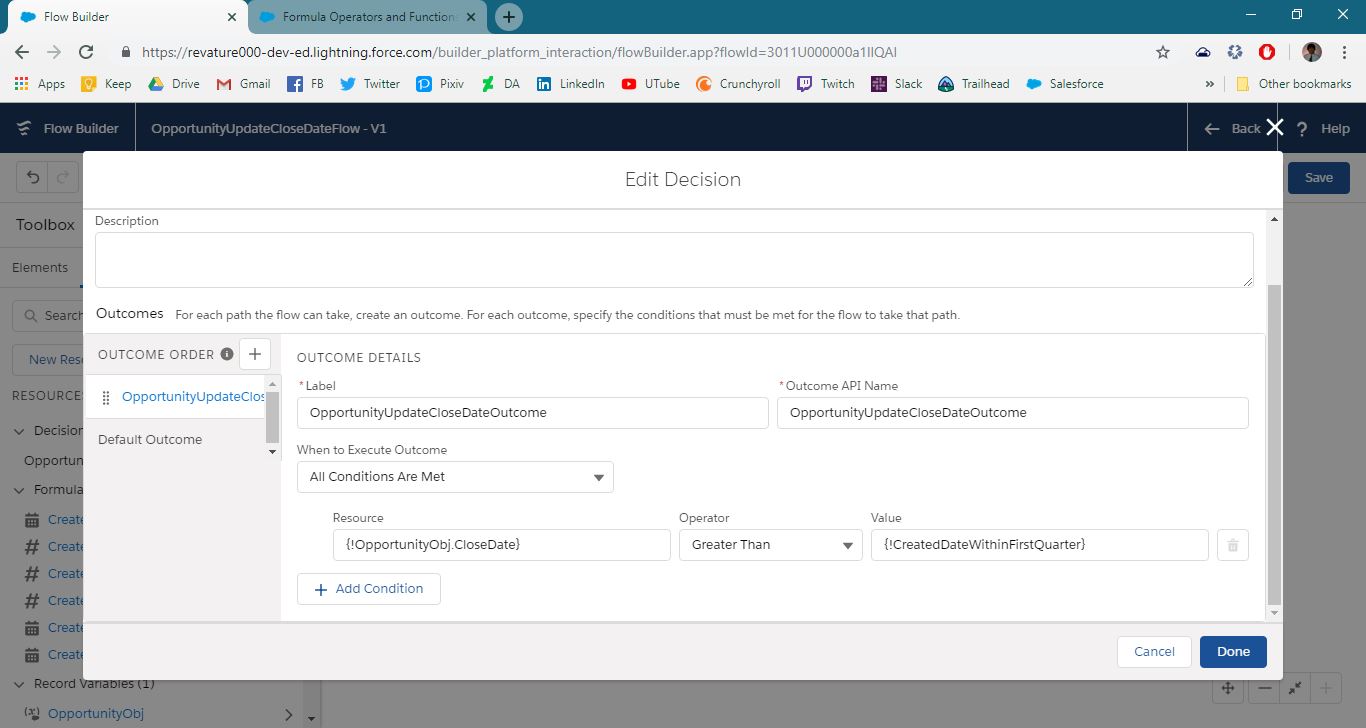 Flow Builder
Formula Operators and Functions
https://revature000-dev-ed.lightning.force.com/builder_platform_interaction/flowBuilder.app?flowId=3011U000000a1IlQAI
Apps Keep Drive Gmail FB Twitter Pixiv DA LinkedIn UTube Crunchyroll Twitch Slack Trailhead Salesforce » Other bookmarks
Flow Builder OpportunityUpdateCloseDateFlow - V1 Back ? Help
Edit Decision
Save
Toolbox
Description
Elements
Search
Outcomes For each path the flow can take, create an outcome. For each outcome, specify the conditions that must be met for the flow to take that path.
New Res
OUTCOME ORDER
OUTCOME DETAILS
RESOURCES
*Label *Outcome API Name
OpportunityUpdateClos
OpportunityUpdateCloseDateOutcome OpportunityUpdateCloseDateOutcome
Decision
Default Outcome
When to Execute Outcome
Opportun
All Conditions Are Met
Formula
Resource Operator Value
Create
{!OpportunityObj.CloseDate} Greater Than {!CreatedDateWithinFirstQuarter}
Create
Create
+ Add Condition
Create
Create
Create
Cancel Done
Record Variables (1)
OpportunityObj